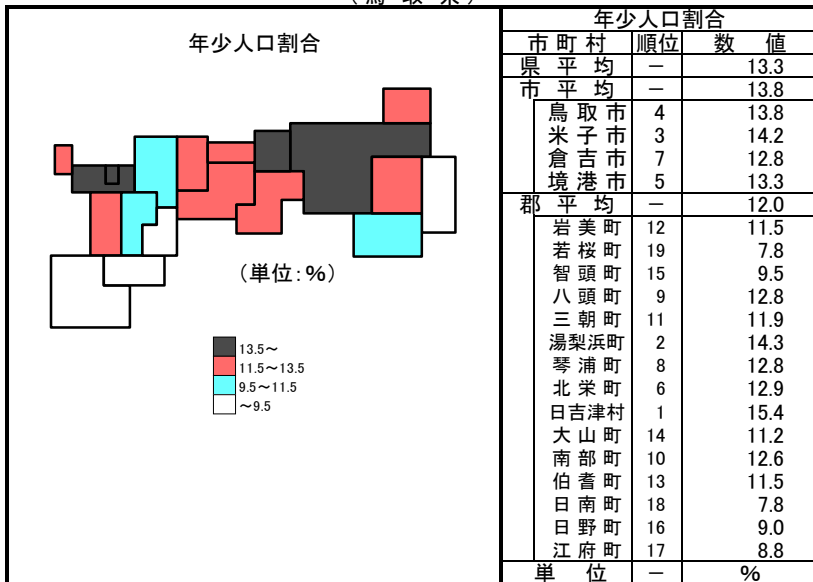 (鳥取県)
年少人口割合
(単位:%)
13.5～
11.5～13.5
9.5～11.5
～9.5
年少人口割合
市町村 順位 数値
県平均 － 13.3
市平均 － 13.8
鳥取市 4 13.8
米子市 3 14.2
倉吉市 7 12.8
境港市 5 13.3
郡平均 － 12.0
岩美町 12 11.5
若桜町 19 7.8
智頭町 15 9.5
八頭町 9 12.8
三朝町 11 11.9
湯梨浜町 2 14.3
琴浦町 8 12.8
北栄町 6 12.9
日吉津村 1 15.4
大山町 14 11.2
南部町 10 12.6
伯耆町 13 11.5
日南町 18 7.8
日野町 16 9.0
江府町 17 8.8
単位 － %